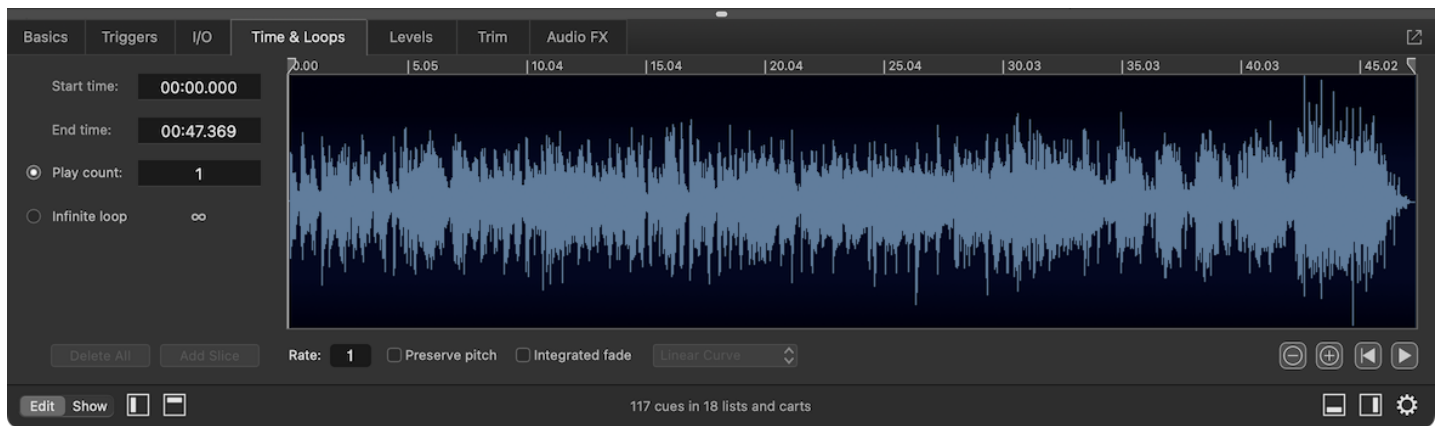 Basics Triggers I/O Time & Loops Levels Trim Audio FX
0.00 5.05 10.04 15.04 20.04 25.04 30.03 35.03 40.03 45.02
Start time: 00:00.000
End time: 00:47.369
Play count: 1
Infinite loop ∞
Delete All Add Slice Rate: 1 Preserve pitch Integrated fade Linear Curve
Edit Show 117 cues in 18 lists and carts